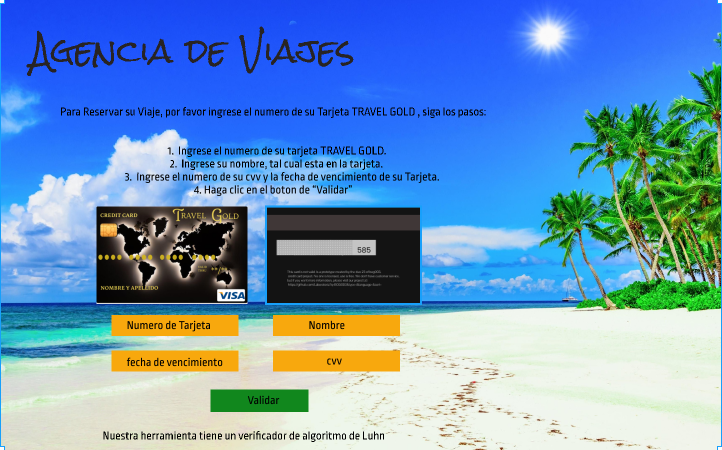 Agencia de Viajes
Para Reservar su Viaje, por favor ingrese el numero de su Tarjeta TRAVEL GOLD , siga los pasos:
1. Ingrese el numero de su tarjeta TRAVEL GOLD.
2. Ingrese su nombre, tal cual esta en la tarjeta.
3. Ingrese el numero de su cvv y la fecha de vencimiento de su Tarjeta.
4. Haga clic en el boton de "Validar"
CREDIT CARD
Travel Gold
NOMBRE Y APELLIDO
VISA
585
Numero de Tarjeta
Nombre
fecha de vencimiento
cvv
Validar
Nuestra herramienta tiene un verificador de algoritmo de Luhn